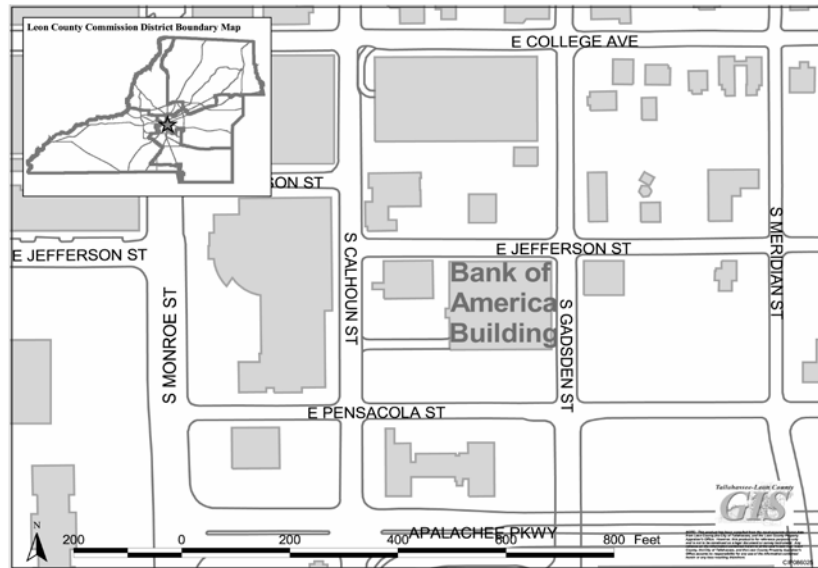 Leon County Commission District Boundary Map
E COLLEGE AVE
SON ST
E JEFFERSON ST
E JEFFERSON ST
S MONROE ST
S CALHOUN ST
Bank of
America
Building
S GADSDEN ST
S MERIDIAN ST
E PENSACOLA ST
APALACHEE PKWY
Tallahassee-Leon County
GIS
N
200 0 200 400 600 800 Feet